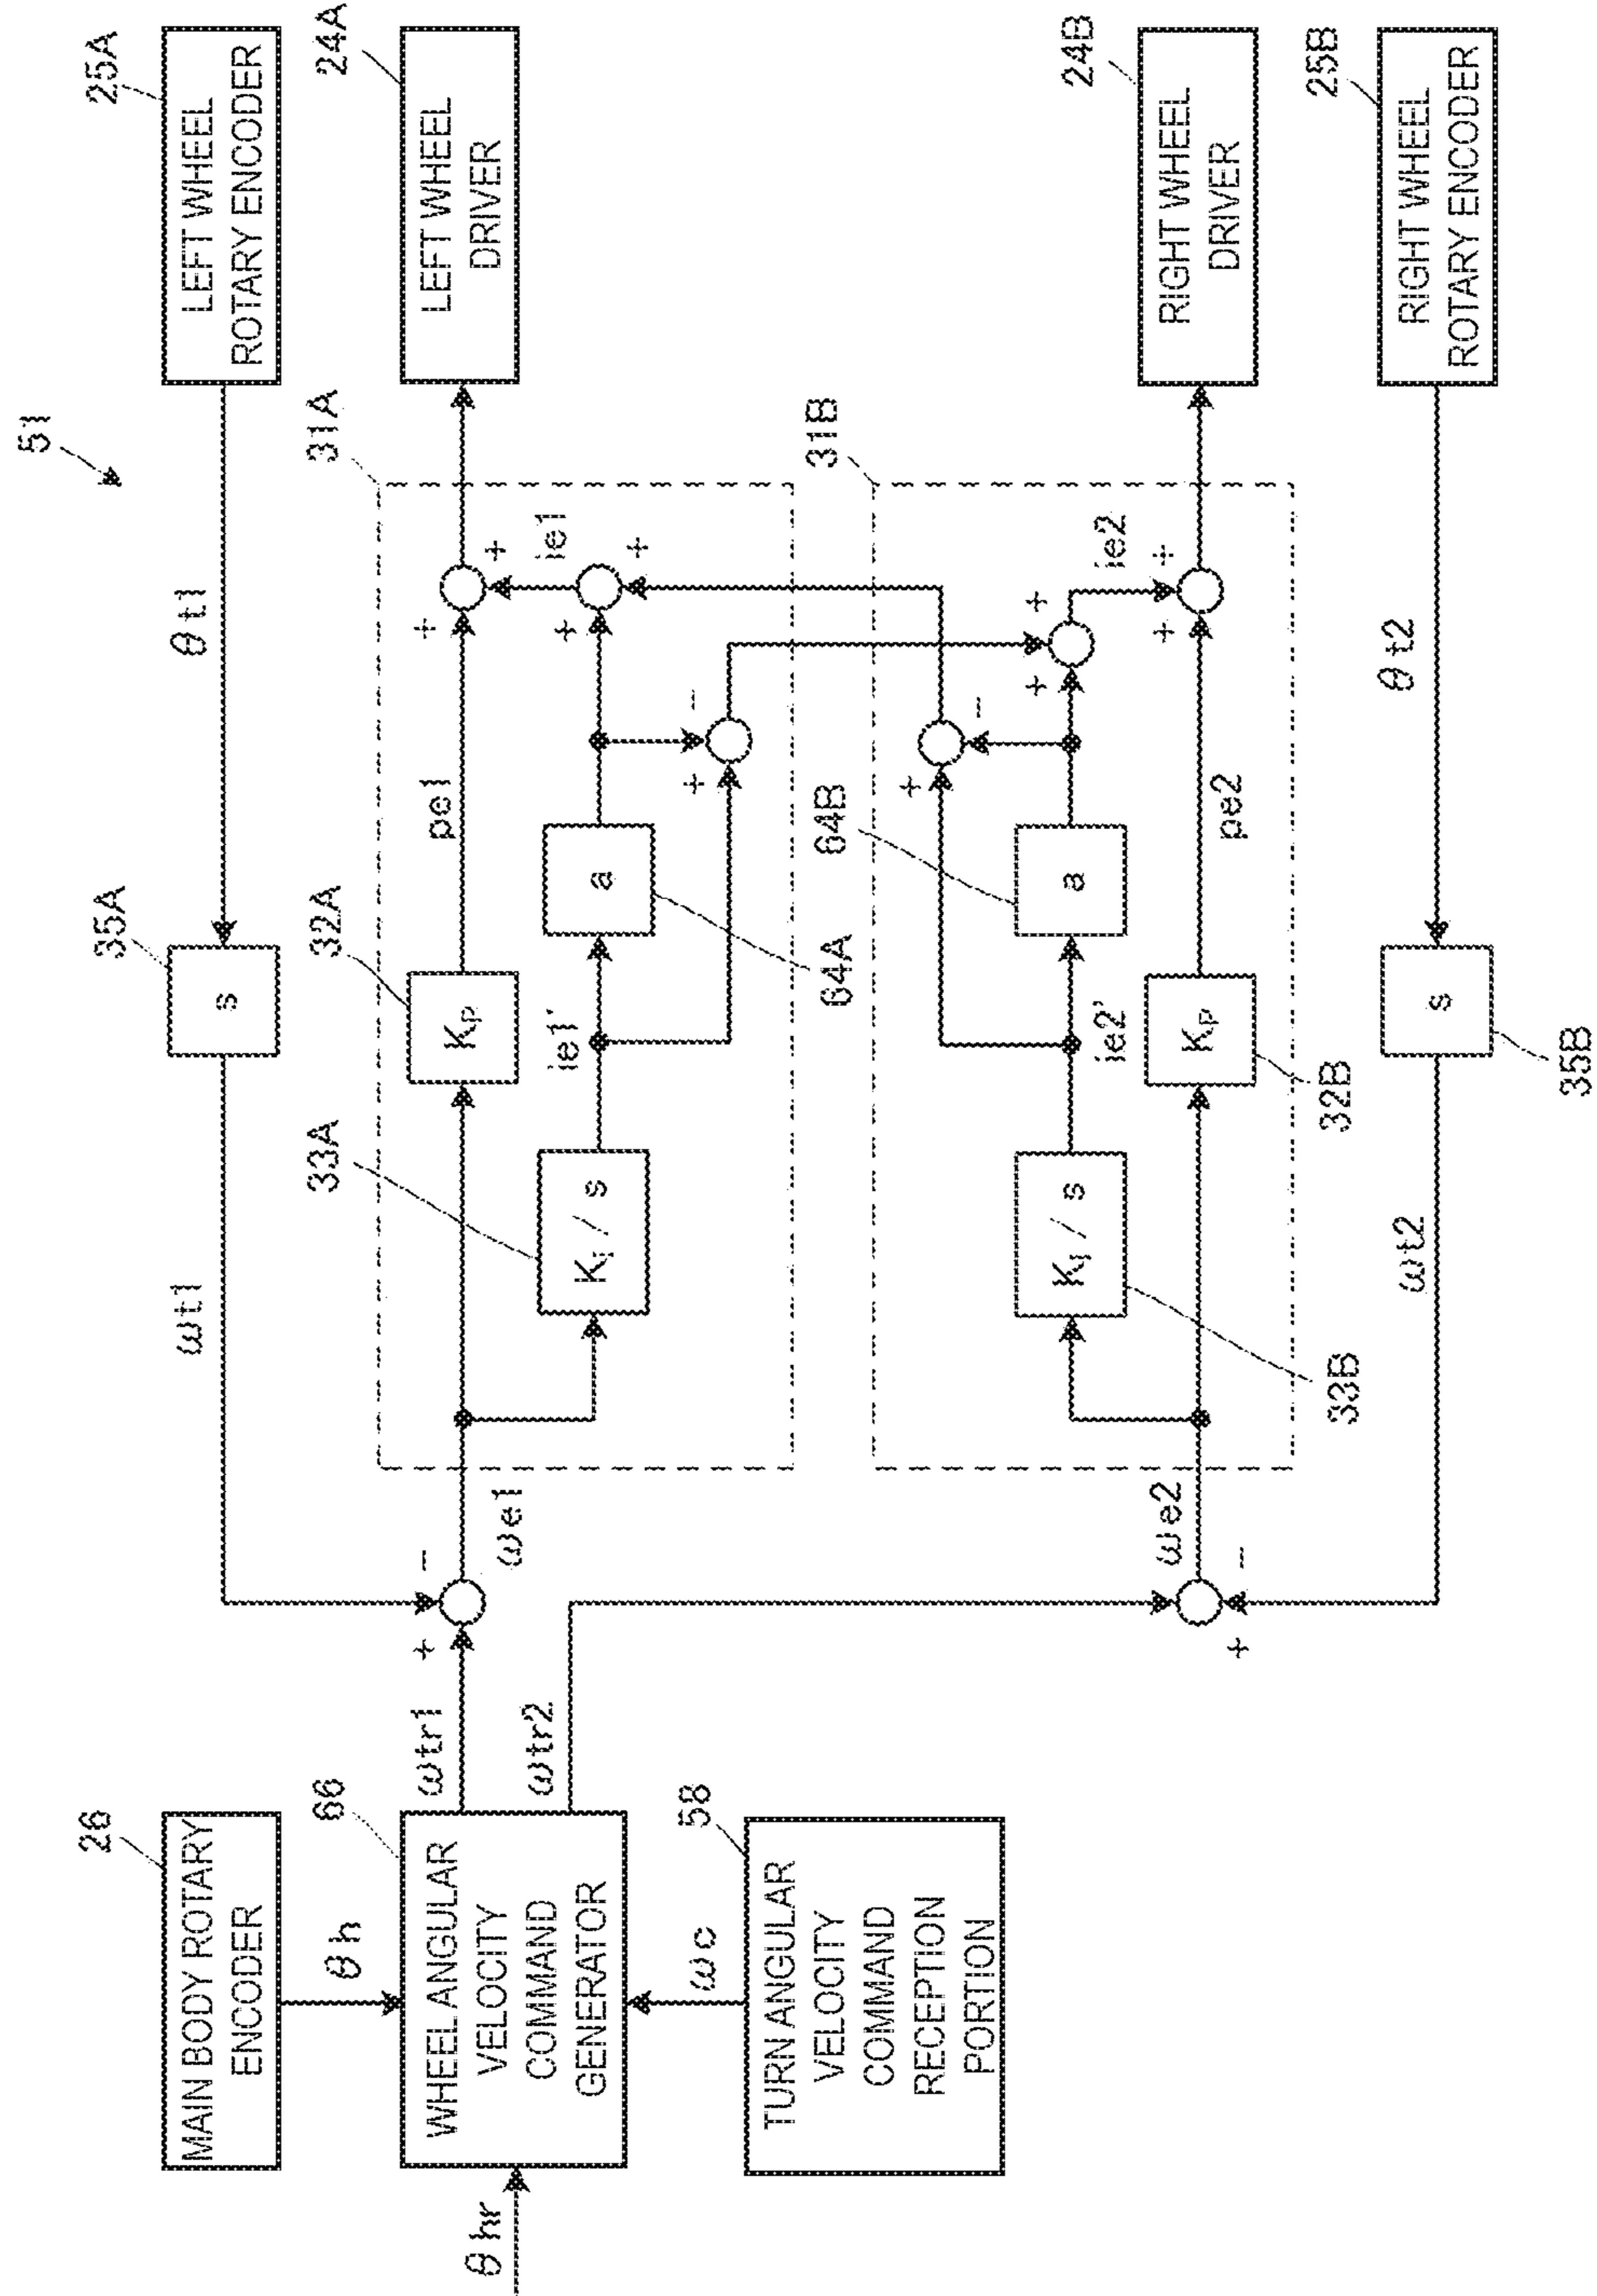 51
MAIN BODY ROTARY
ENCODER
26
θh
θhr
WHEEL ANGULAR
VELOCITY
COMMAND
GENERATOR
66
TURN ANGULAR
VELOCITY
COMMAND
RECEPTION
PORTION
58
ωc
ωtr1
ωtr2
+
-
ωe1
ωt1
s
35A
θt1
LEFT WHEEL
ROTARY ENCODER
25A
31A
KP
32A
pe1
KI / s
33A
ie1'
a
64A
+
-
+
+
ie1
+
+
LEFT WHEEL
DRIVER
24A
31B
KI / s
33B
ie2'
a
64B
+
-
+
+
ie2
+
+
KP
32B
pe2
RIGHT WHEEL
DRIVER
24B
ωe2
+
-
ωt2
s
35B
θt2
RIGHT WHEEL
ROTARY ENCODER
25B